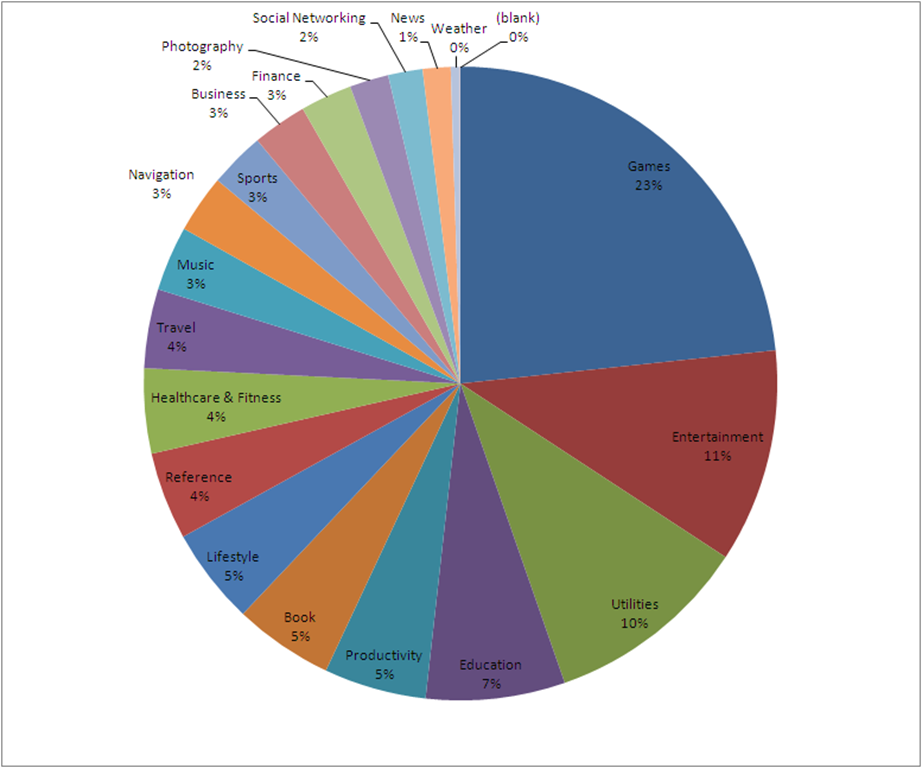 Games
23%
Entertainment
11%
Utilities
10%
Education
7%
Productivity
5%
Book
5%
Lifestyle
5%
Reference
4%
Healthcare & Fitness
4%
Travel
4%
Music
3%
Navigation
3%
Sports
3%
Business
3%
Finance
3%
Photography
2%
Social Networking
2%
News
1%
Weather
0%
(blank)
0%